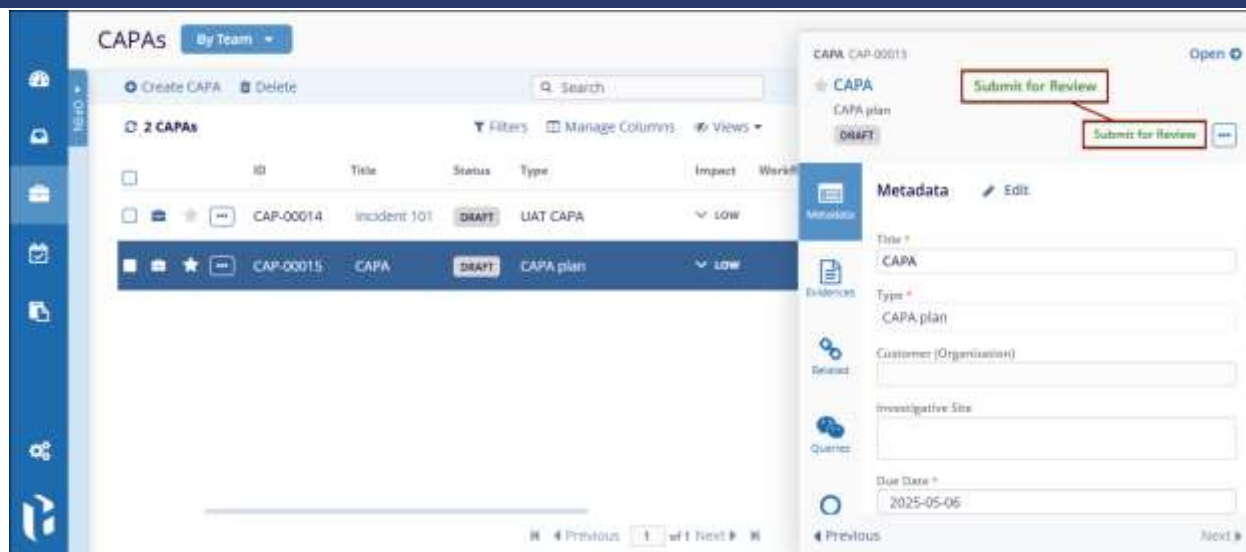 CAPAs By Team
OPEN
Create CAPA Delete Search
2 CAPAs Filters Manage Columns Views
ID Title Status Type Impact Workfl
CAP-00014 Incident 101 DRAFT UAT CAPA LOW
CAP-00015 CAPA DRAFT CAPA plan LOW
Previous 1 of 1 Next
CAPA CAP-00015 Open
CAPA
Submit for Review
CAPA plan
DRAFT
Submit for Review
Metadata
Evidences
Related
Queries
Metadata Edit
Title *
CAPA
Type *
CAPA plan
Customer (Organisation)
Investigative Site
Due Date *
2025-05-06
Previous Next